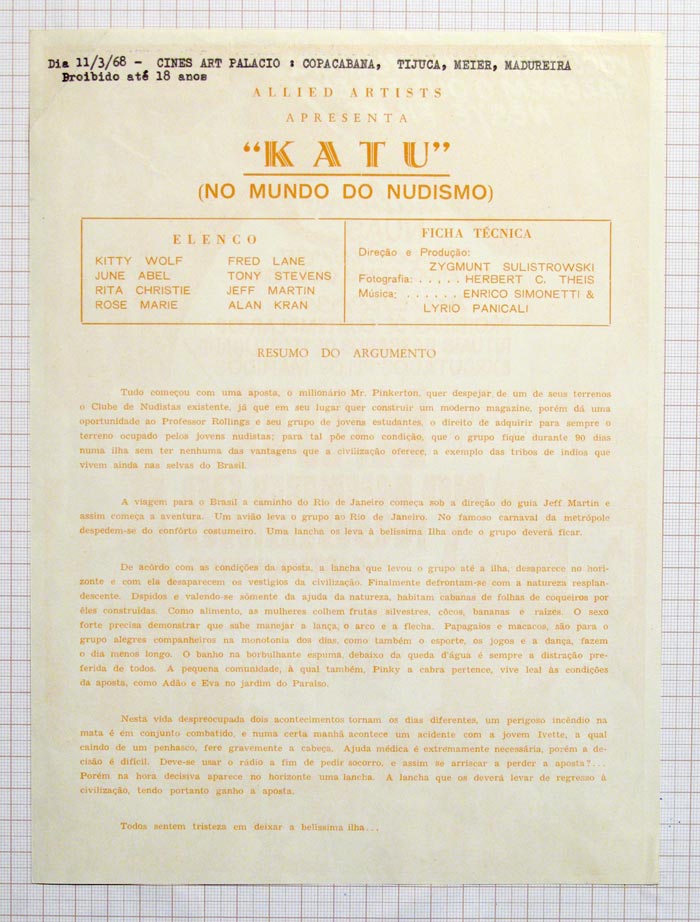 Dia 11/3/68 - CINES ART PALACIO : COPACABANA, TIJUCA, MEIER, MADUREIRA
Proibido até 18 anos
ALLIED ARTISTS
APRESENTA
“KATU”
(NO MUNDO DO NUDISMO)
ELENCO
KITTY WOLF FRED LANE
JUNE ABEL TONY STEVENS
RITA CHRISTIE JEFF MARTIN
ROSE MARIE ALAN KRAN
FICHA TÉCNICA
Direção e Produção:
ZYGMUNT SULISTROWSKI
Fotografia: . . . . . HERBERT C. THEIS
Música: . . . . . . ENRICO SIMONETTI &
LYRIO PANICALI
RESUMO DO ARGUMENTO
Tudo começou com uma aposta, o milionário Mr. Pinkerton, quer despejar de um de seus terrenos
o Clube de Nudistas existente, já que em seu lugar quer construir um moderno magazine, porém dá uma
oportunidade ao Professor Rollings e seu grupo de jovens estudantes, o direito de adquirir para sempre o
terreno ocupado pelos jovens nudistas; para tal põe como condição, que o grupo fique durante 90 dias
numa ilha sem ter nenhuma das vantagens que a civilização oferece, a exemplo das tribos de índios que
vivem ainda nas selvas do Brasil.
A viagem para o Brasil a caminho do Rio de Janeiro começa sob a direção do guia Jeff Martin e
assim começa a aventura. Um avião leva o grupo ao Rio de Janeiro. No famoso carnaval da metrópole
despedem-se do confôrto costumeiro. Uma lancha os leva à belíssima Ilha onde o grupo deverá ficar.
De acôrdo com as condições da aposta, a lancha que levou o grupo até a ilha, desaparece no hori-
zonte e com ela desaparecem os vestígios da civilização. Finalmente defrontam-se com a natureza resplan-
descente. Dspidos e valendo-se sòmente da ajuda da natureza, habitam cabanas de folhas de coqueiros por
êles construídas. Como alimento, as mulheres colhem frutas silvestres, côcos, bananas e raízes. O sexo
forte precisa demonstrar que sabe manejar a lança, o arco e a flecha. Papagaios e macacos, são para o
grupo alegres companheiros na monotonia dos dias, como também o esporte, os jogos e a dança, fazem
o dia menos longo. O banho na borbulhante espuma, debaixo da queda d'água é sempre a distração pre-
ferida de todos. A pequena comunidade, à qual também, Pinky a cabra pertence, vive leal às condições
da aposta, como Adão e Eva no jardim do Paraíso.
Nesta vida despreocupada dois acontecimentos tornam os dias diferentes, um perigoso incêndio na
mata é em conjunto combatido, e numa certa manhã acontece um acidente com a jovem Ivette, a qual
caindo de um penhasco, fere gravemente a cabeça. Ajuda médica é extremamente necessária, porém a de-
cisão é difícil. Deve-se usar o rádio a fim de pedir socorro, e assim se arriscar a perder a aposta?...
Porém na hora decisiva aparece no horizonte uma lancha. A lancha que os deverá levar de regresso à
civilização, tendo portanto ganho a aposta.
Todos sentem tristeza em deixar a belíssima ilha...